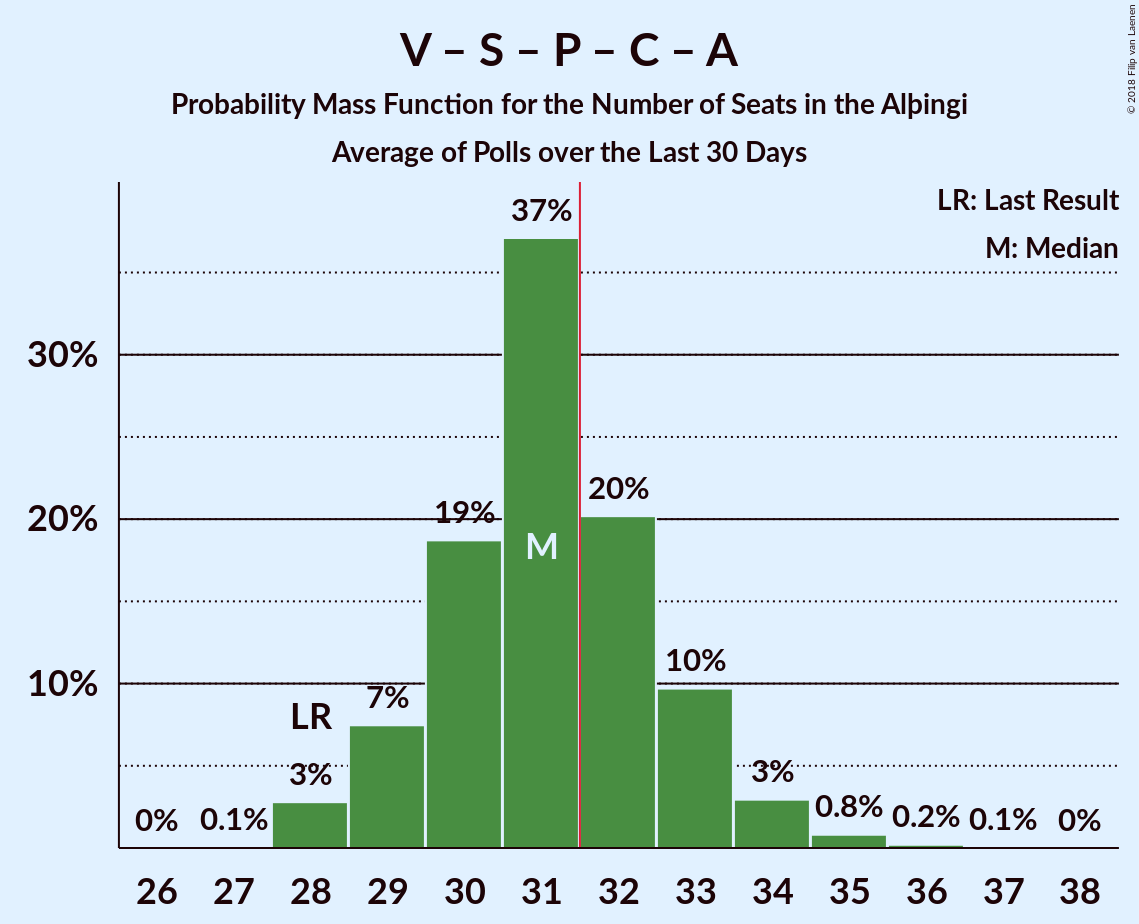 V – S – P – C – A
Probability Mass Function for the Number of Seats in the Alþingi
Average of Polls over the Last 30 Days
© 2018 Filip van Laenen
LR: Last Result
M: Median
37%
30%
20%
19%
20%
M
10%
10%
7%
LR
3%
3%
0%
0.1%
0.8%
0.2%
0.1%
0%
26 27 28 29 30 31 32 33 34 35 36 37 38